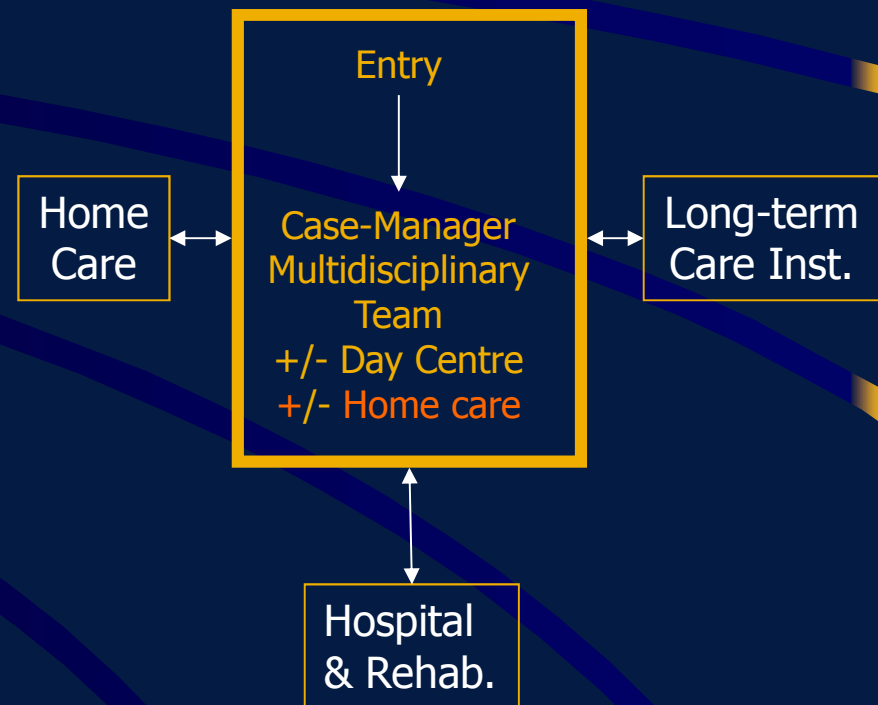 Entry
Home
Care
Case-Manager
Multidisciplinary
Team
+/- Day Centre
+/- Home care
Long-term
Care Inst.
Hospital
& Rehab.